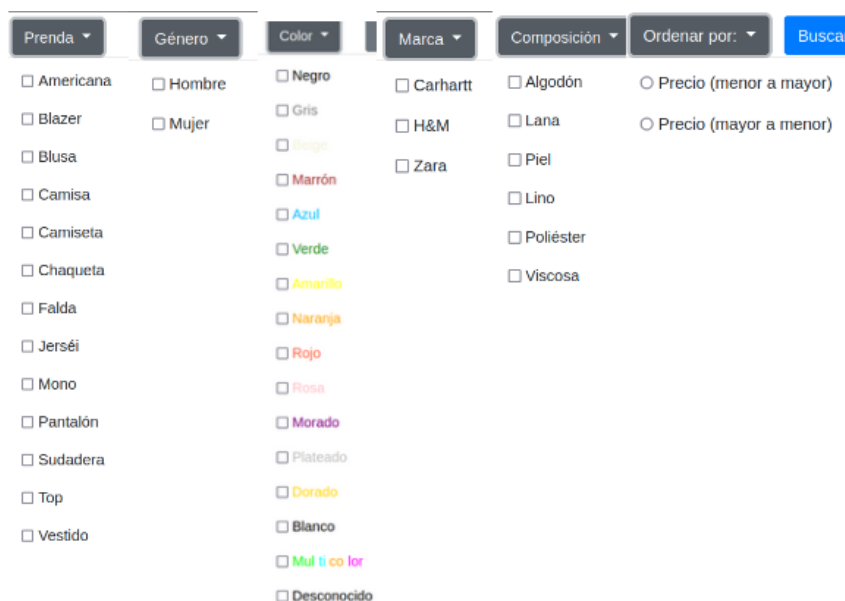 Prenda
Americana
Blazer
Blusa
Camisa
Camiseta
Chaqueta
Falda
Jerséi
Mono
Pantalón
Sudadera
Top
Vestido
Género
Hombre
Mujer
Color
Negro
Gris
Beige
Marrón
Azul
Verde
Amarillo
Naranja
Rojo
Rosa
Morado
Plateado
Dorado
Blanco
Multicolor
Desconocido
Marca
Carhartt
H&M
Zara
Composición
Algodón
Lana
Piel
Lino
Poliéster
Viscosa
Ordenar por:
Precio (menor a mayor)
Precio (mayor a menor)
Busca